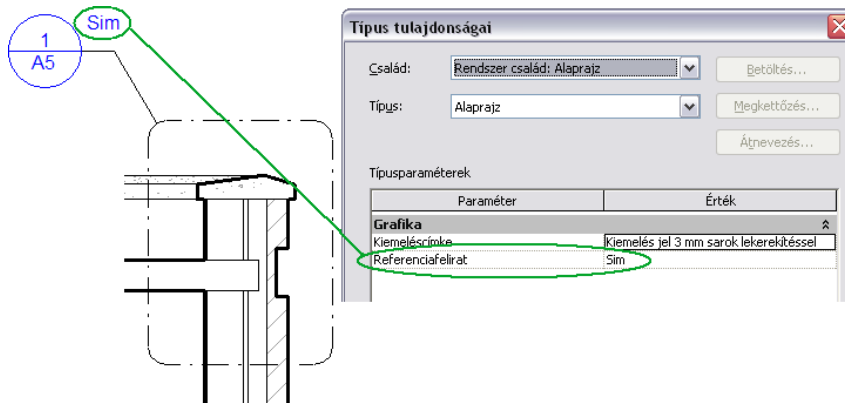 Sim
1
A5
Típus tulajdonságai
Család:
Rendszer család: Alaprajz
Betöltés...
Típus:
Alaprajz
Megkettőzés...
Átnevezés...
Típusparaméterek
Paraméter Érték
Grafika
Kiemeléscímke Kiemelés jel 3 mm sarok lekerekítéssel
Referenciafelirat Sim